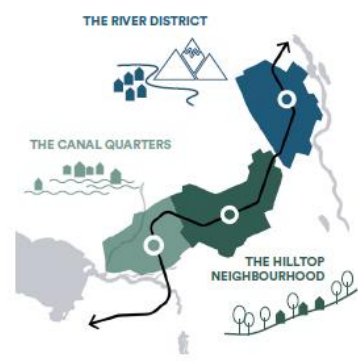 THE RIVER DISTRICT
THE CANAL QUARTERS
THE HILLTOP
NEIGHBOURHOOD